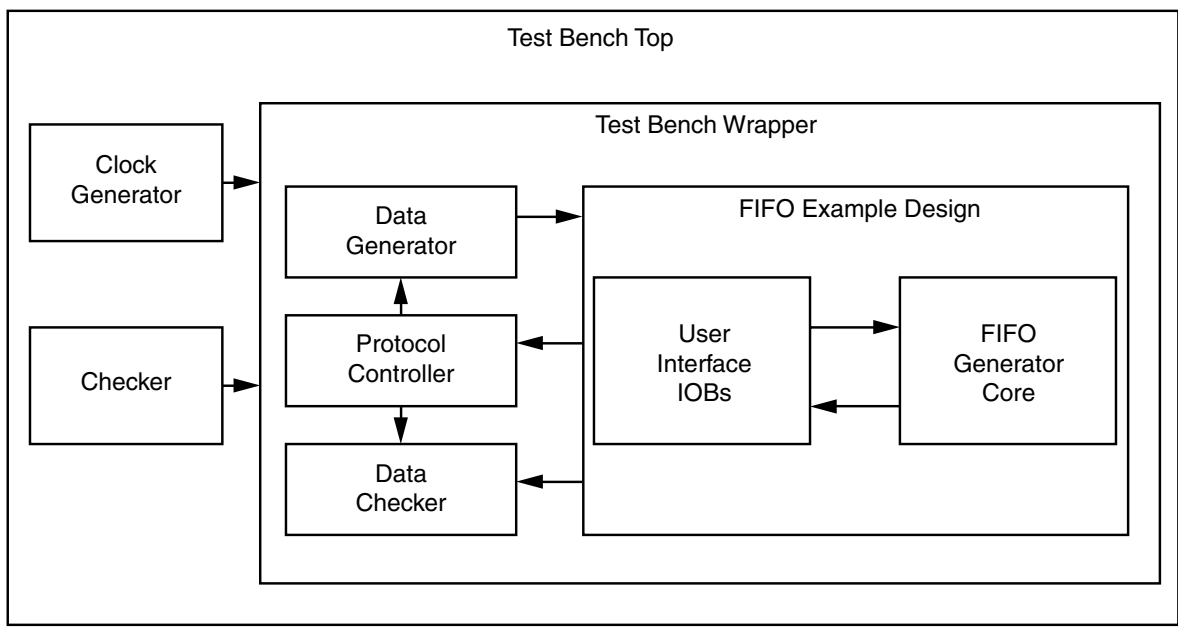 Test Bench Top
Test Bench Wrapper
Clock
Generator
Data
Generator
FIFO Example Design
Protocol
Controller
User
Interface
IOBs
FIFO
Generator
Core
Checker
Data
Checker